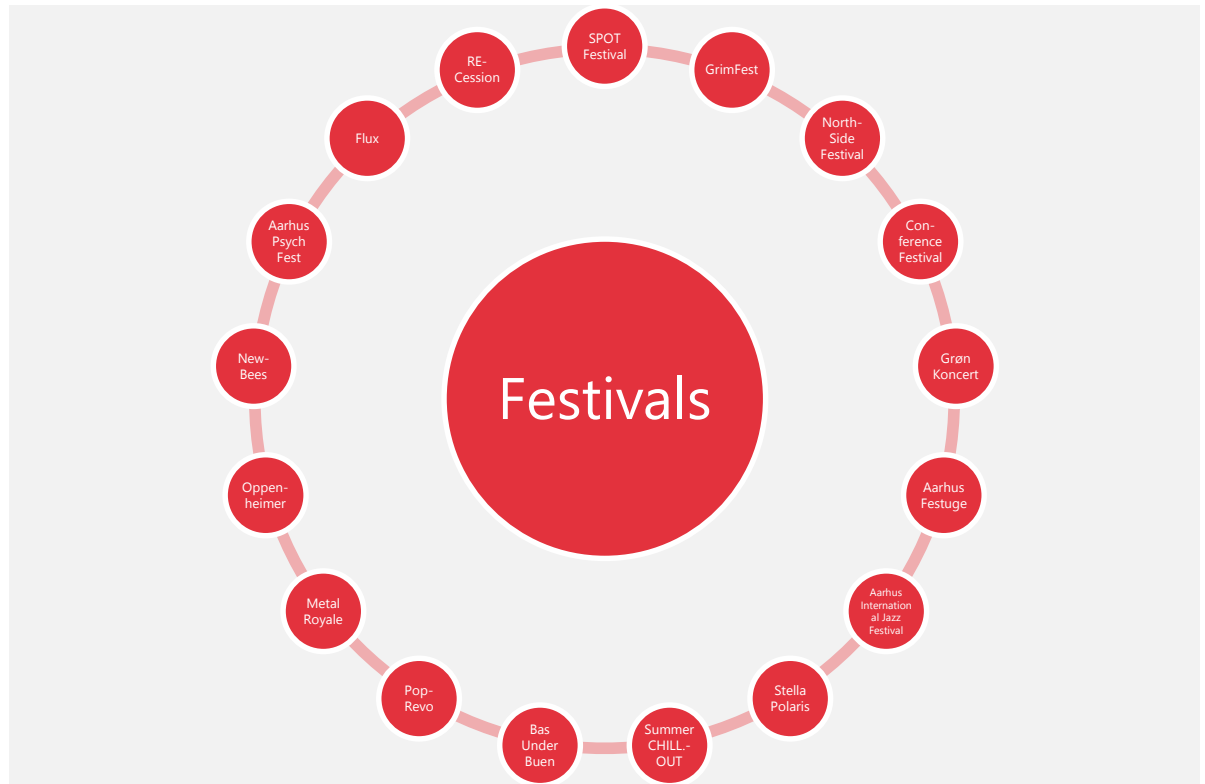 SPOT
Festival
GrimFest
North-
Side
Festival
Con-
ference
Festival
Grøn
Koncert
Aarhus
Festuge
Aarhus
Internation
al Jazz
Festival
Stella
Polaris
Summer
CHILL.-
OUT
Bas
Under
Buen
Pop-
Revo
Metal
Royale
Oppen-
heimer
New-
Bees
Aarhus
Psych
Fest
Flux
RE-
Cession
Festivals